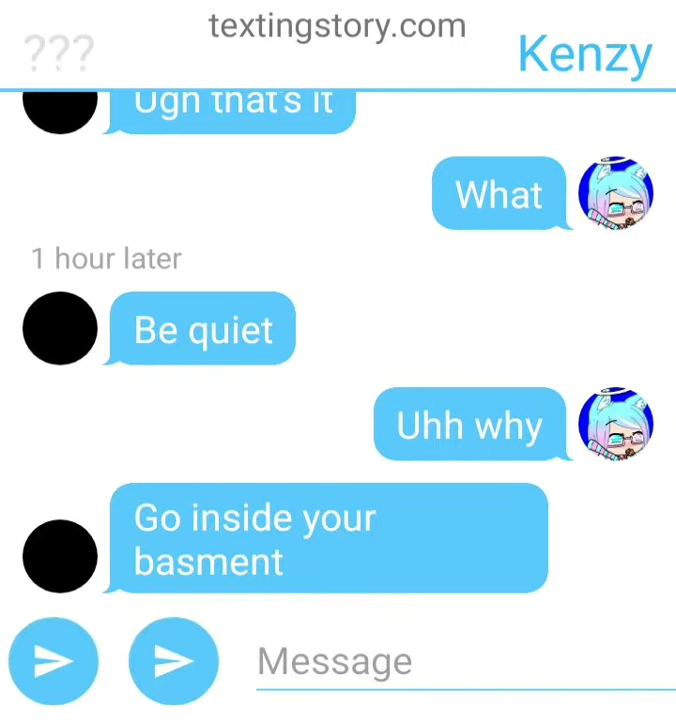 textingstory.com
???
Kenzy
Ugh that's it
What
1 hour later
Be quiet
Uhh why
Go inside your
basment
Message